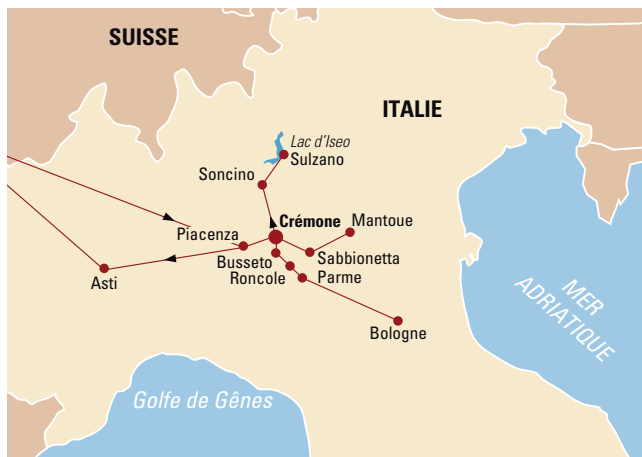 SUISSE
ITALIE
Lac d'Iseo
Sulzano
Soncino
Crémone
Mantoue
Piacenza
Sabbionetta
Busseto
Roncole
Parme
Asti
Bologne
MER
ADRIATIQUE
Golfe de Gênes